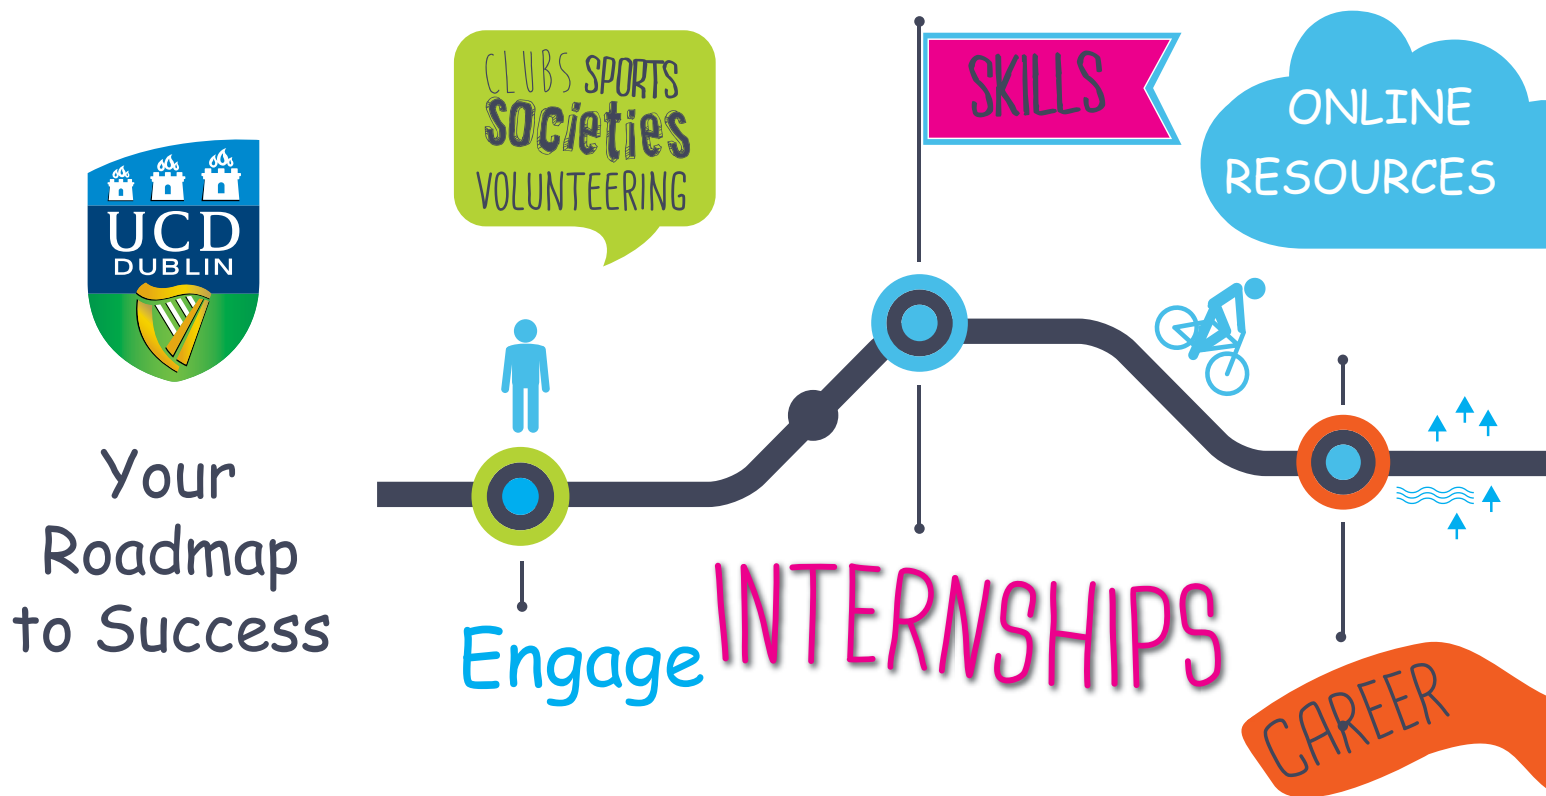 UCD
DUBLIN
Your
Roadmap
to Success
CLUBS SPORTS
societies
VOLUNTEERING
SKILLS
ONLINE
RESOURCES
Engage
INTERNSHIPS
CAREER